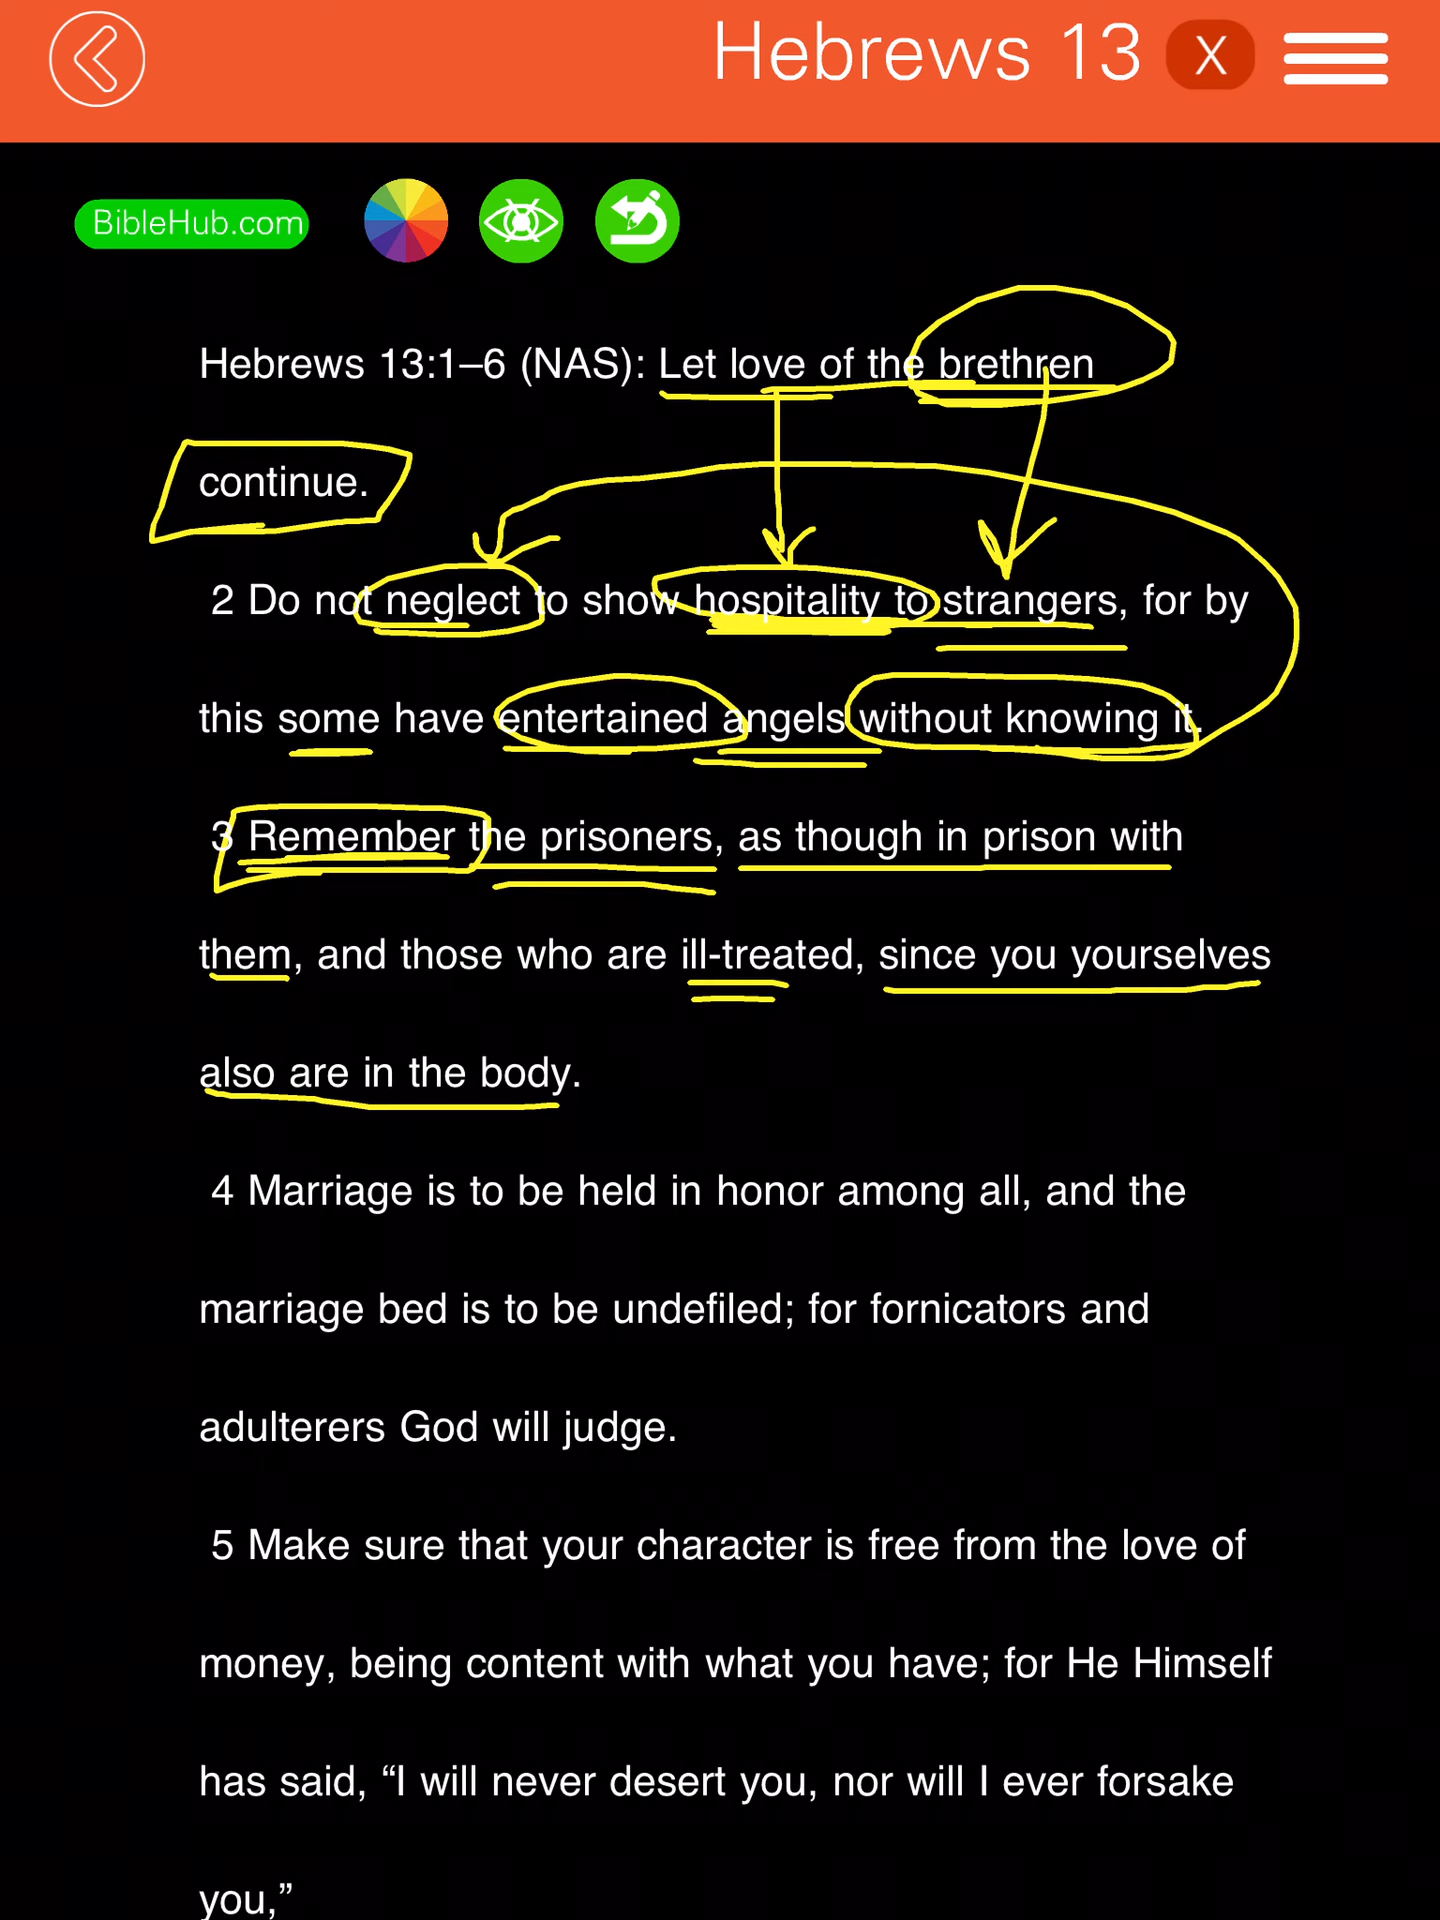 Hebrews 13 X
BibleHub.com
Hebrews 13:1–6 (NAS): Let love of the brethren
continue.
2 Do not neglect to show hospitality to strangers, for by
this some have entertained angels without knowing it.
3 Remember the prisoners, as though in prison with
them, and those who are ill-treated, since you yourselves
also are in the body.
4 Marriage is to be held in honor among all, and the
marriage bed is to be undefiled; for fornicators and
adulterers God will judge.
5 Make sure that your character is free from the love of
money, being content with what you have; for He Himself
has said, “I will never desert you, nor will I ever forsake
you,”